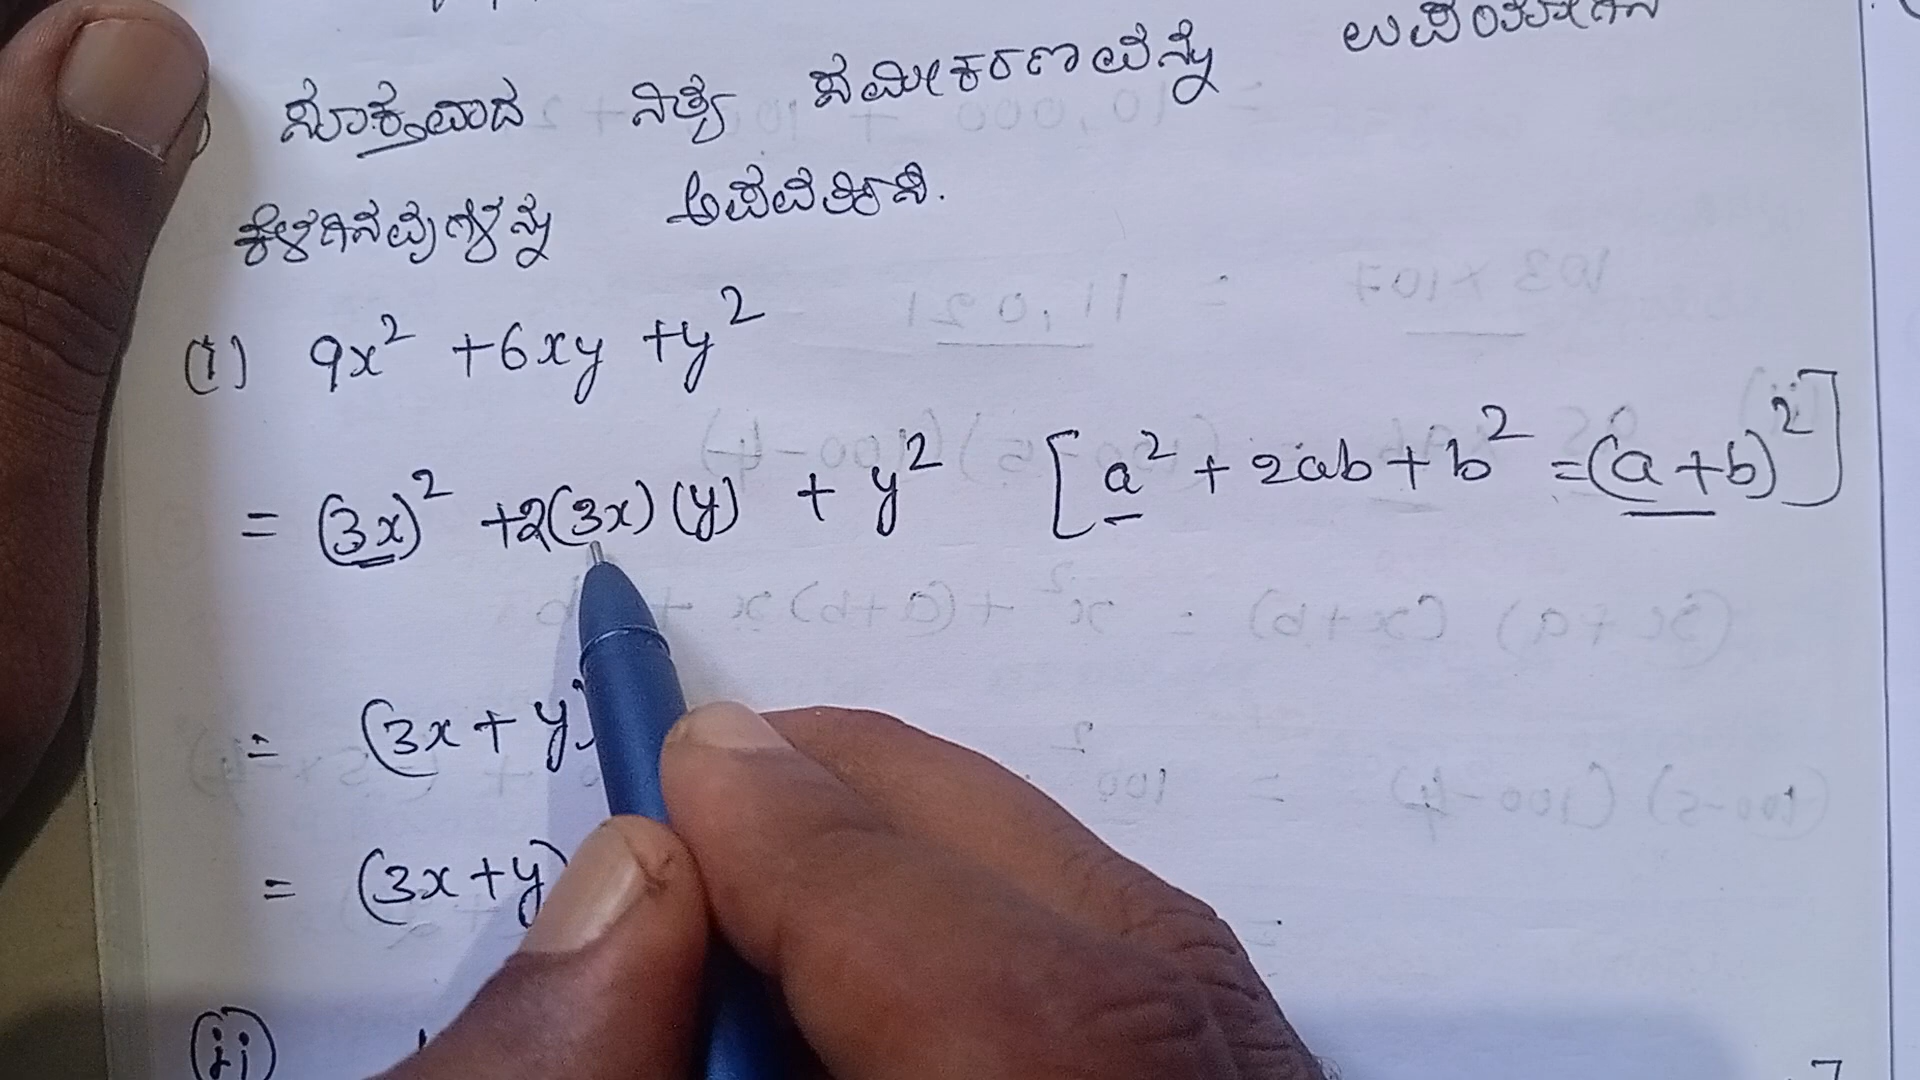 ಸೂಕ್ತವಾದ ನಿತ್ಯ ಸಮೀಕರಣವನ್ನು
ಕೆಳಗಿನವುಗಳನ್ನು ಅಪವರ್ತಿಸಿ.
(i) 9x² + 6xy + y²
= (3x)² + 2(3x)(y) + y² [a² + 2ab + b² = (a + b)²]
= (3x + y)
= (3x + y)
(ii)